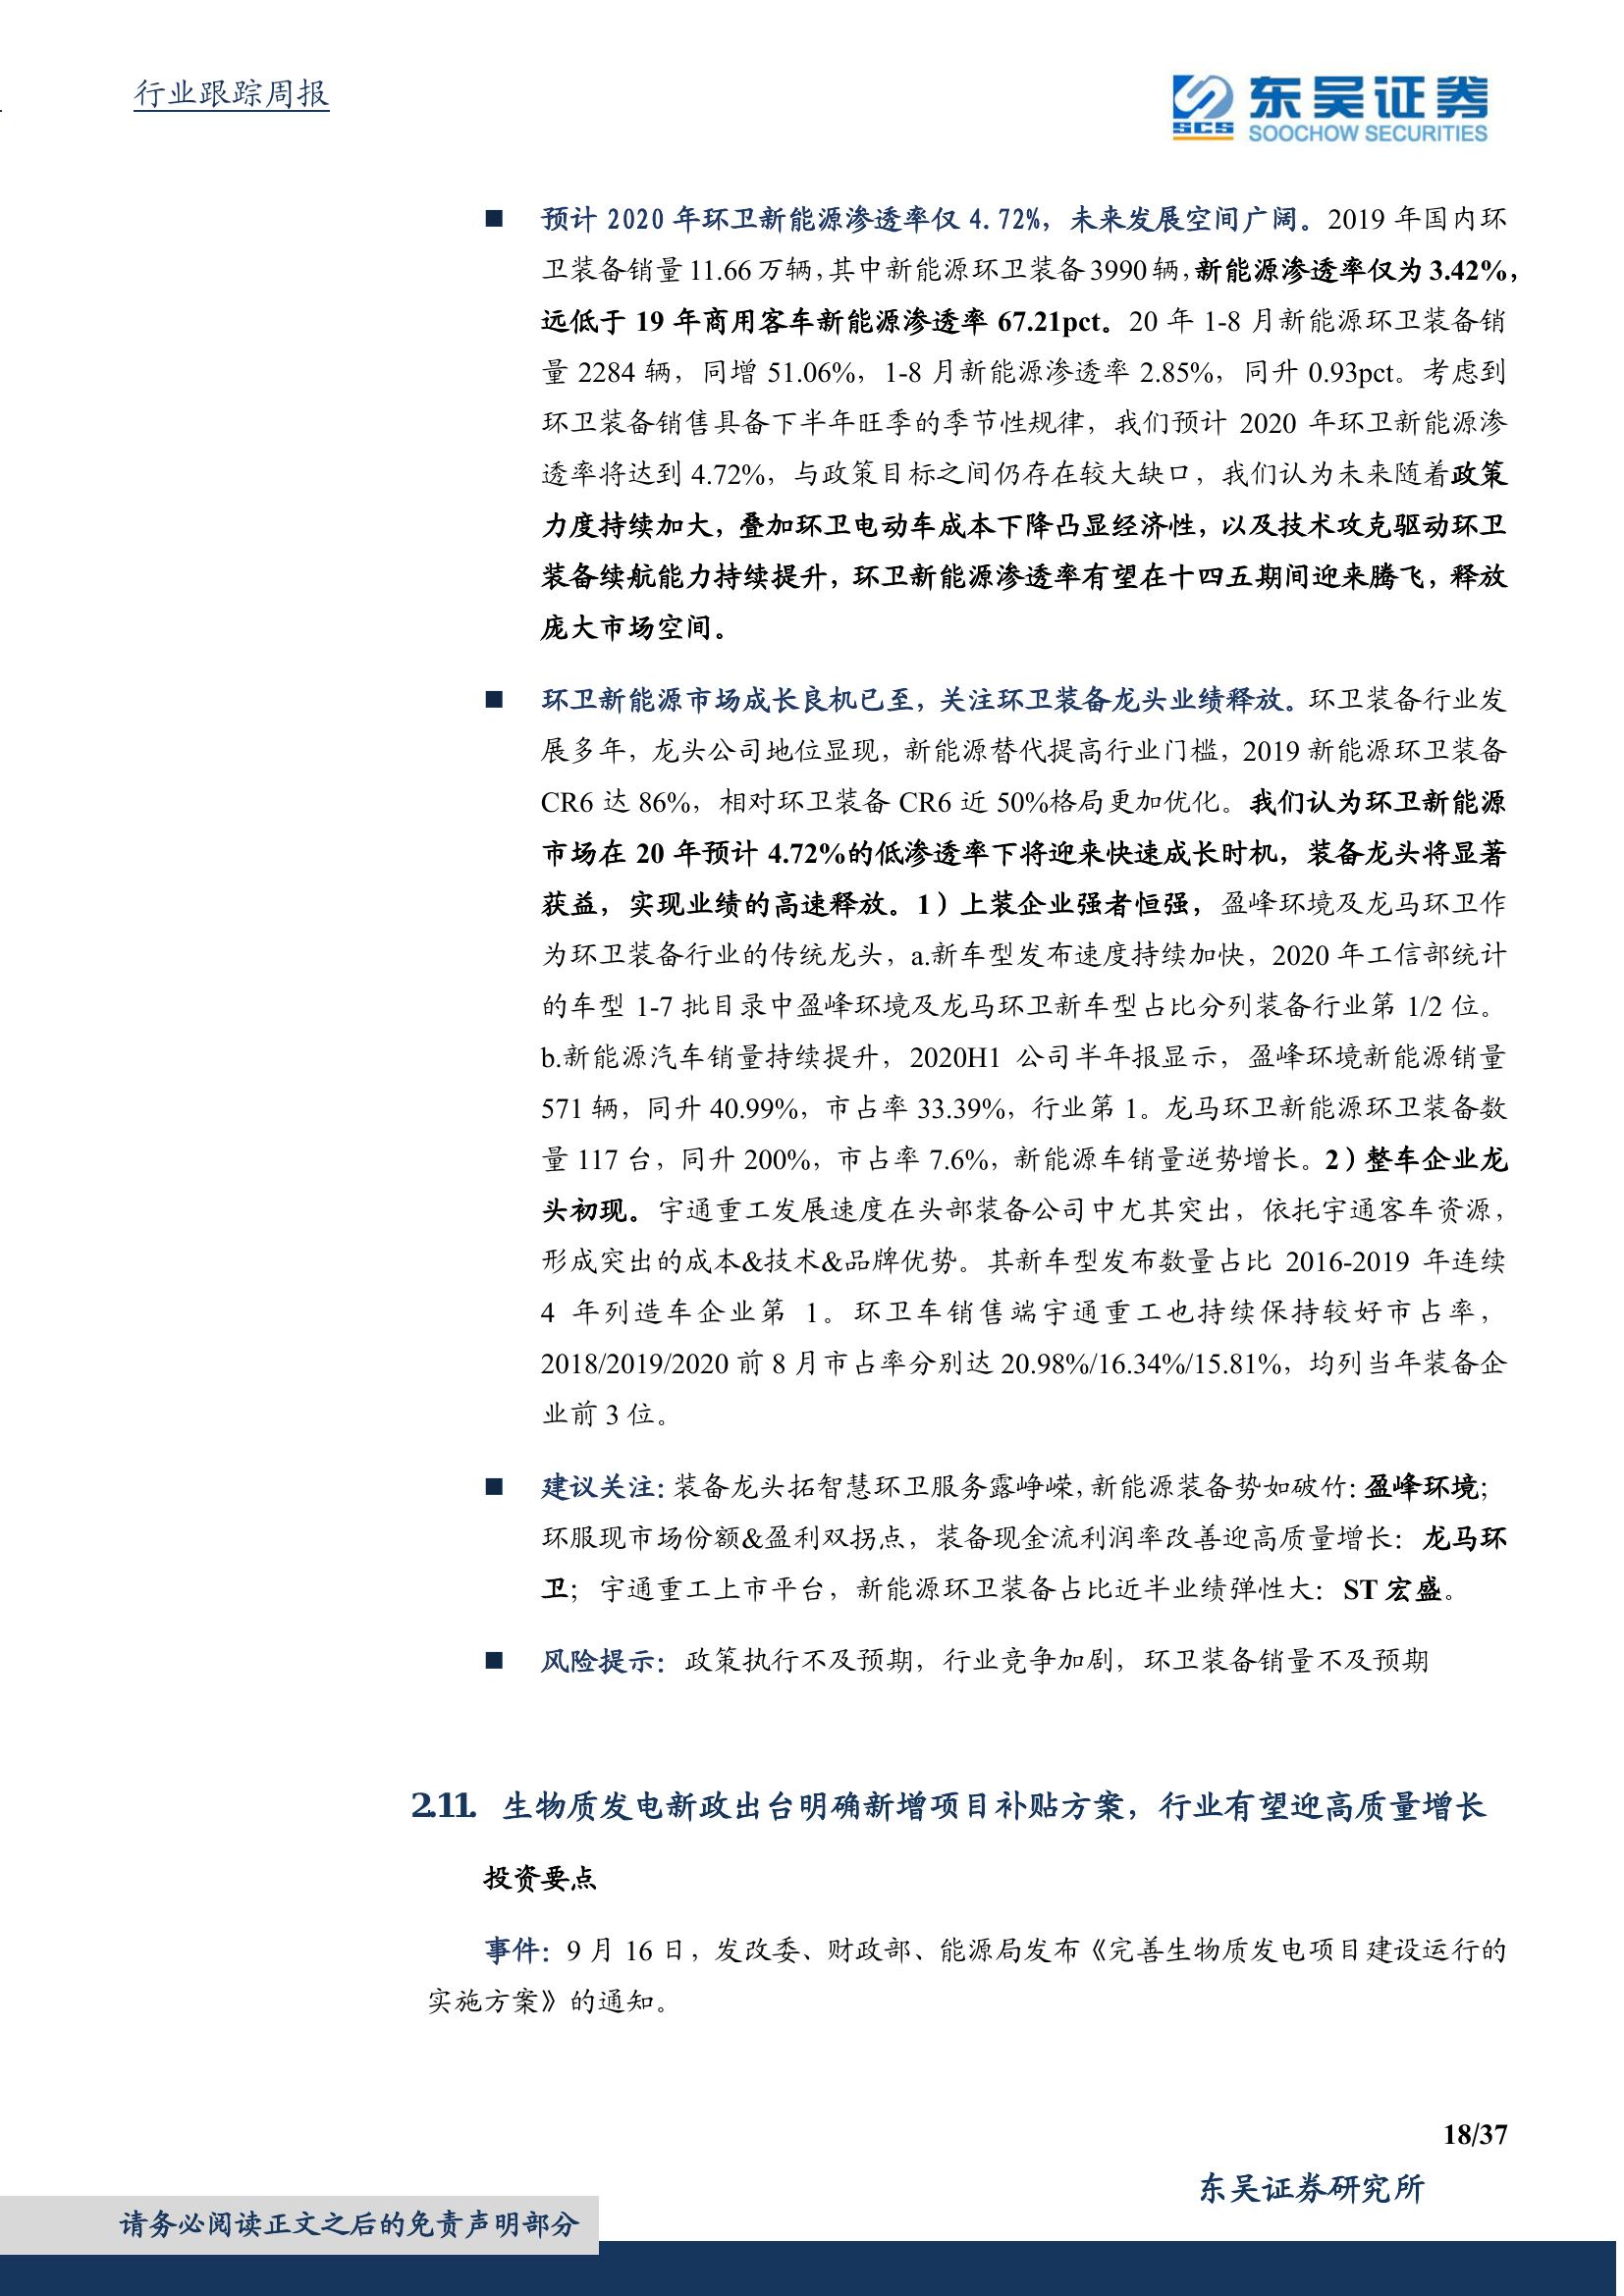 行业跟踪周报
SCS
东吴证券
SOOCHOW SECURITIES
■ 预计 2020 年环卫新能源渗透率仅 4.72%，未来发展空间广阔。2019 年国内环
卫装备销量 11.66 万辆，其中新能源环卫装备 3990 辆，新能源渗透率仅为 3.42%，
远低于 19 年商用客车新能源渗透率 67.21pct。20 年 1-8 月新能源环卫装备销
量 2284 辆，同增 51.06%，1-8 月新能源渗透率 2.85%，同升 0.93pct。考虑到
环卫装备销售具备下半年旺季的季节性规律，我们预计 2020 年环卫新能源渗
透率将达到 4.72%，与政策目标之间仍存在较大缺口，我们认为未来随着政策
力度持续加大，叠加环卫电动车成本下降凸显经济性，以及技术攻克驱动环卫
装备续航能力持续提升，环卫新能源渗透率有望在十四五期间迎来腾飞，释放
庞大市场空间。
■ 环卫新能源市场成长良机已至，关注环卫装备龙头业绩释放。环卫装备行业发
展多年，龙头公司地位显现，新能源替代提高行业门槛，2019 新能源环卫装备
CR6 达 86%，相对环卫装备 CR6 近 50%格局更加优化。我们认为环卫新能源
市场在 20 年预计 4.72%的低渗透率下将迎来快速成长时机，装备龙头将显著
获益，实现业绩的高速释放。1）上装企业强者恒强，盈峰环境及龙马环卫作
为环卫装备行业的传统龙头，a.新车型发布速度持续加快，2020 年工信部统计
的车型 1-7 批目录中盈峰环境及龙马环卫新车型占比分列装备行业第 1/2 位。
b.新能源汽车销量持续提升，2020H1 公司半年报显示，盈峰环境新能源销量
571 辆，同升 40.99%，市占率 33.39%，行业第 1。龙马环卫新能源环卫装备数
量 117 台，同升 200%，市占率 7.6%，新能源车销量逆势增长。2）整车企业龙
头初现。宇通重工发展速度在头部装备公司中尤其突出，依托宇通客车资源，
形成突出的成本&技术&品牌优势。其新车型发布数量占比 2016-2019 年连续
4 年列造车企业第 1。环卫车销售端宇通重工也持续保持较好市占率，
2018/2019/2020 前 8 月市占率分别达 20.98%/16.34%/15.81%，均列当年装备企
业前 3 位。
■ 建议关注：装备龙头拓智慧环卫服务露峥嵘，新能源装备势如破竹：盈峰环境；
环服现市场份额&盈利双拐点，装备现金流利润率改善迎高质量增长：龙马环
卫；宇通重工上市平台，新能源环卫装备占比近半业绩弹性大：ST 宏盛。
■ 风险提示：政策执行不及预期，行业竞争加剧，环卫装备销量不及预期
2.11. 生物质发电新政出台明确新增项目补贴方案，行业有望迎高质量增长
投资要点
事件：9 月 16 日，发改委、财政部、能源局发布《完善生物质发电项目建设运行的
实施方案》的通知。
18/37
东吴证券研究所
请务必阅读正文之后的免责声明部分